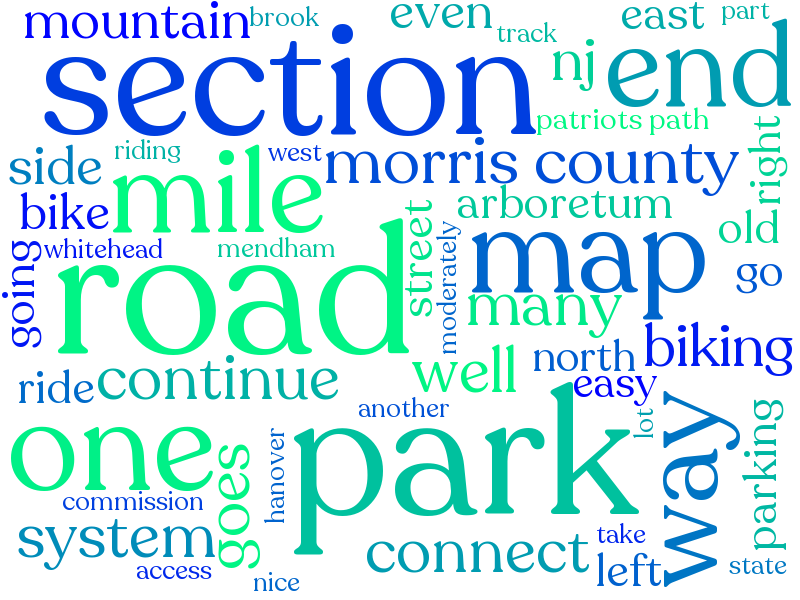 mountain
brook
even
track
east
part
section
nj
end
patriots path
side
riding
mile
west
morris county
right
bike
arboretum
old
going
whitehead
mendham
street
moderately
map
go
road
many
well
north
biking
ride
continue
easy
another
lot
one
goes
hanover
park
way
parking
commission
system
access
nice
connect
take
left
state